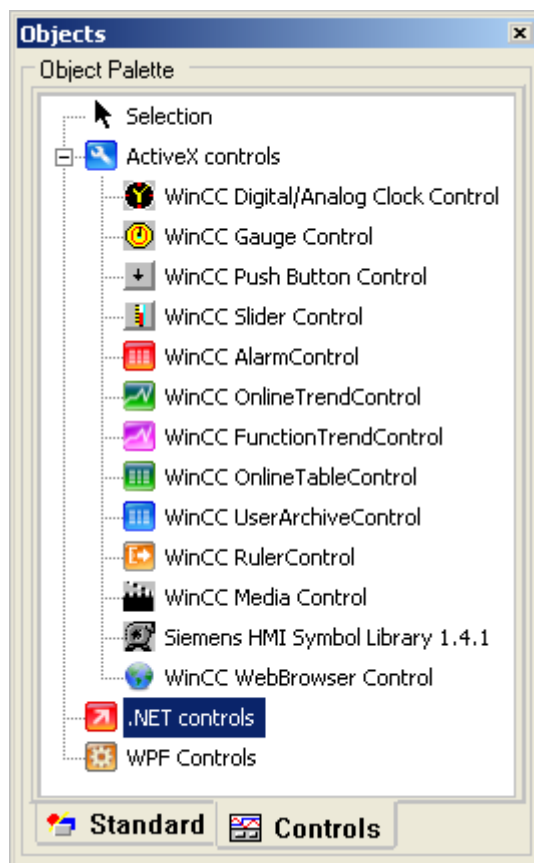 Objects
Object Palette
Selection
ActiveX controls
WinCC Digital/Analog Clock Control
WinCC Gauge Control
WinCC Push Button Control
WinCC Slider Control
WinCC AlarmControl
WinCC OnlineTrendControl
WinCC FunctionTrendControl
WinCC OnlineTableControl
WinCC UserArchiveControl
WinCC RulerControl
WinCC Media Control
Siemens HMI Symbol Library 1.4.1
WinCC WebBrowser Control
.NET controls
WPF Controls
Standard Controls